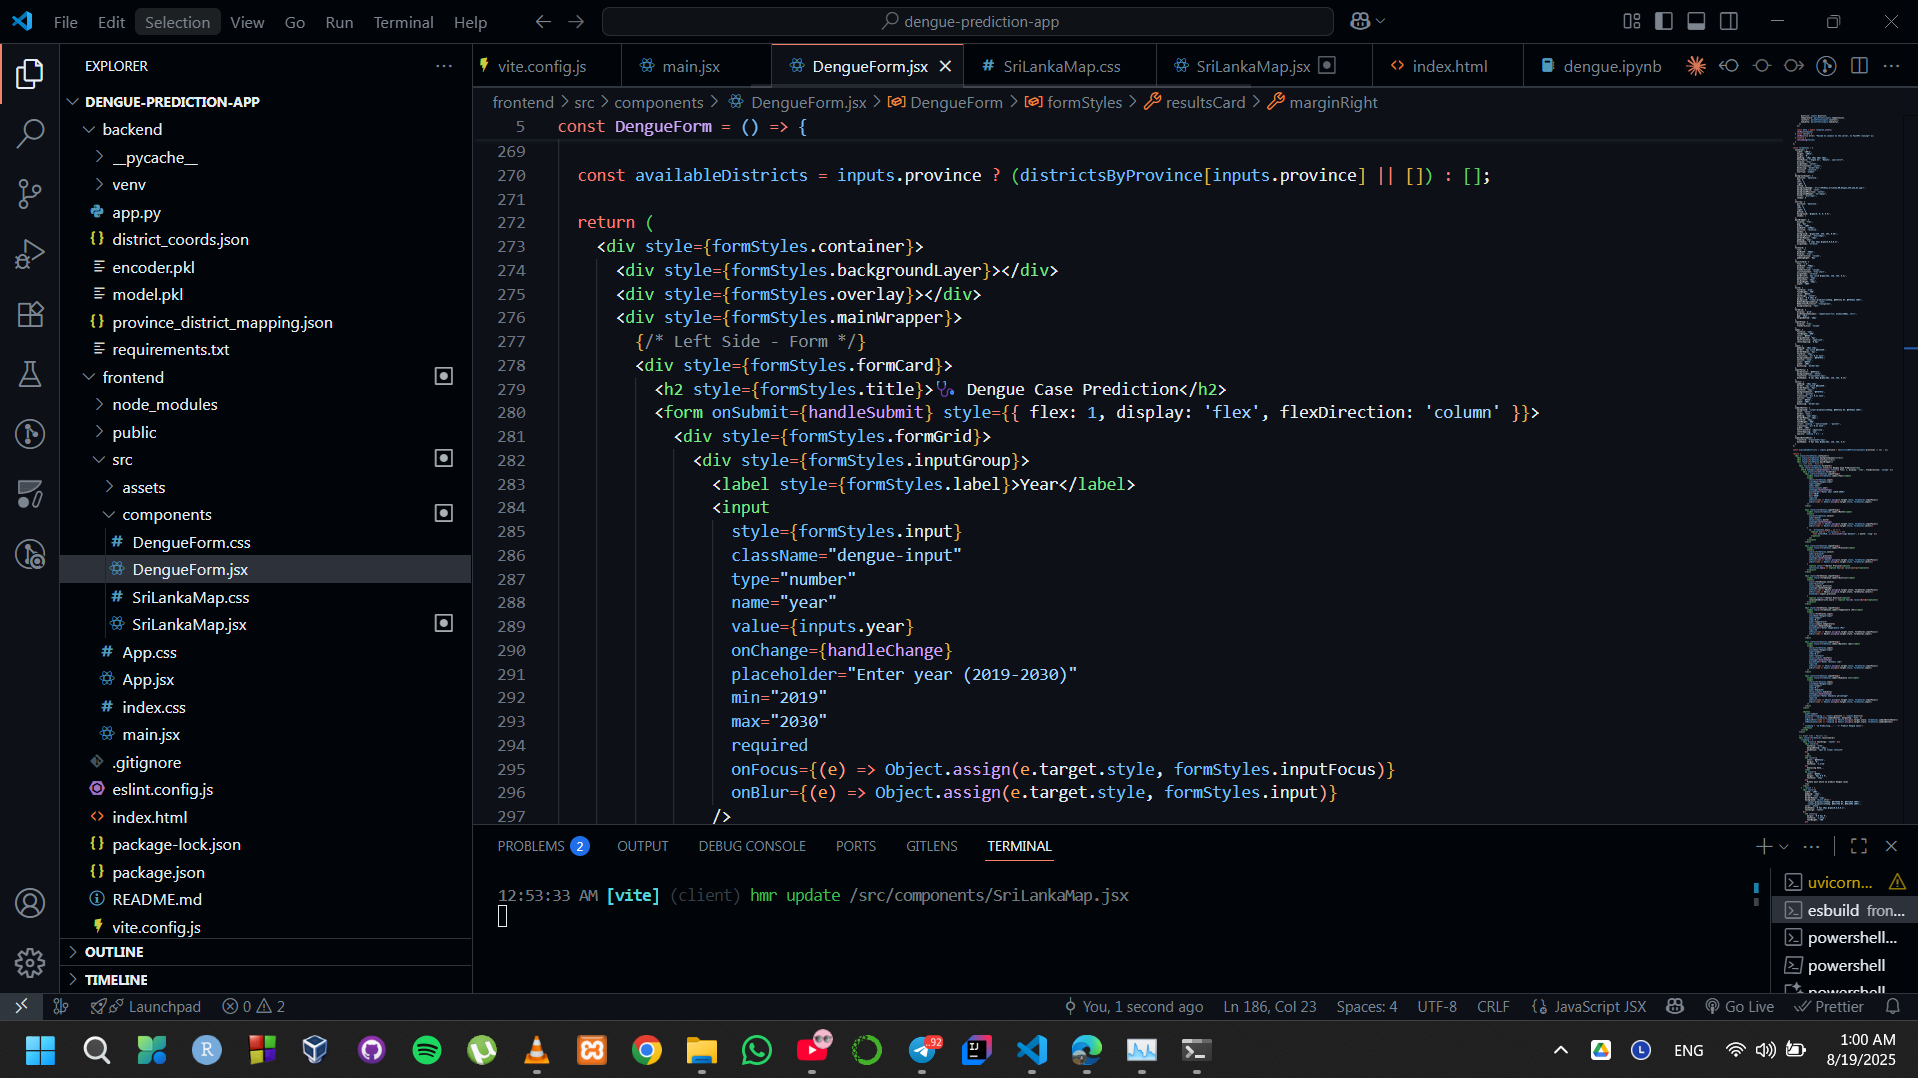 File Edit Selection View Go Run Terminal Help
dengue-prediction-app
EXPLORER
DENGUE-PREDICTION-APP
backend
__pycache__
venv
app.py
district_coords.json
encoder.pkl
model.pkl
province_district_mapping.json
requirements.txt
frontend
node_modules
public
src
assets
components
DengueForm.css
DengueForm.jsx
SriLankaMap.css
SriLankaMap.jsx
App.css
App.jsx
index.css
main.jsx
.gitignore
eslint.config.js
index.html
package-lock.json
package.json
README.md
vite.config.js
OUTLINE
TIMELINE
vite.config.js main.jsx DengueForm.jsx SriLankaMap.css SriLankaMap.jsx index.html dengue.ipynb
frontend > src > components > DengueForm.jsx > DengueForm > formStyles > resultsCard > marginRight
5 const DengueForm = () => {
269
270 const availableDistricts = inputs.province ? (districtsByProvince[inputs.province] || []) : [];
271
272 return (
273 <div style={formStyles.container}>
274 <div style={formStyles.backgroundLayer}></div>
275 <div style={formStyles.overlay}></div>
276 <div style={formStyles.mainWrapper}>
277 {/* Left Side - Form */}
278 <div style={formStyles.formCard}>
279 <h2 style={formStyles.title}>🩺 Dengue Case Prediction</h2>
280 <form onSubmit={handleSubmit} style={{ flex: 1, display: 'flex', flexDirection: 'column' }}>
281 <div style={formStyles.formGrid}>
282 <div style={formStyles.inputGroup}>
283 <label style={formStyles.label}>Year</label>
284 <input
285 style={formStyles.input}
286 className="dengue-input"
287 type="number"
288 name="year"
289 value={inputs.year}
290 onChange={handleChange}
291 placeholder="Enter year (2019-2030)"
292 min="2019"
293 max="2030"
294 required
295 onFocus={(e) => Object.assign(e.target.style, formStyles.inputFocus)}
296 onBlur={(e) => Object.assign(e.target.style, formStyles.input)}
297 />
PROBLEMS 2 OUTPUT DEBUG CONSOLE PORTS GITLENS TERMINAL
12:53:33 AM [vite] (client) hmr update /src/components/SriLankaMap.jsx
uvicorn...
esbuild fron...
powershell...
powershell
powershell
Launchpad 0 2 You, 1 second ago Ln 186, Col 23 Spaces: 4 UTF-8 CRLF JavaScript JSX Go Live Prettier
R
..92
IJ
L
ENG
1:00 AM
8/19/2025